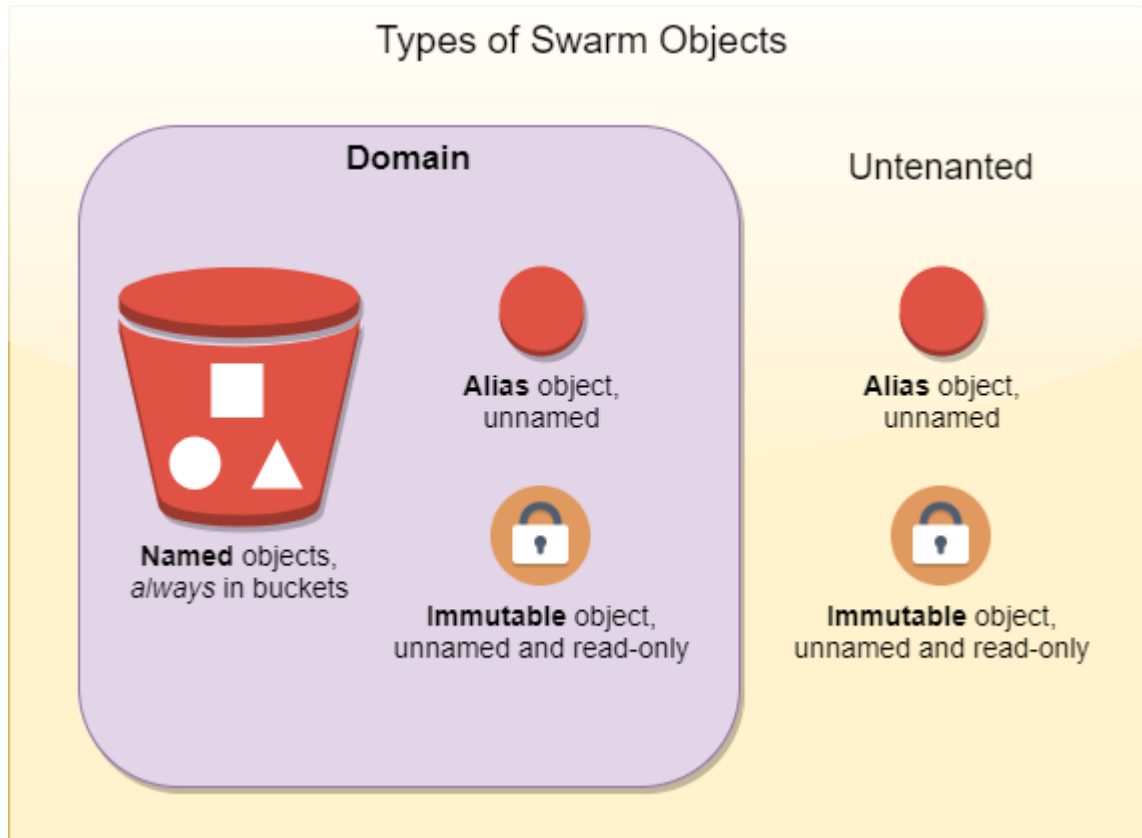 Types of Swarm Objects
Domain
Untenanted
Named objects,
always in buckets
Alias object,
unnamed
Immutable object,
unnamed and read-only
Alias object,
unnamed
Immutable object,
unnamed and read-only